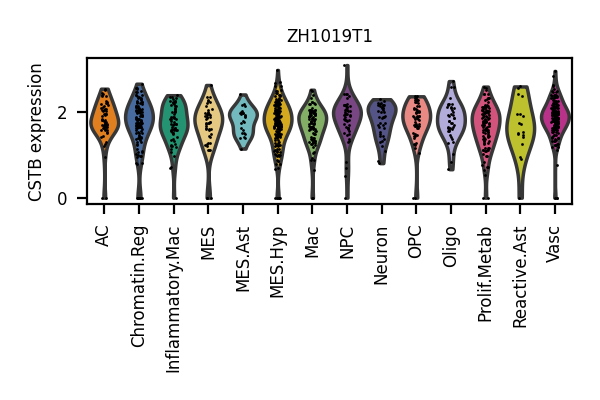 ZH1019T1
CSTB expression
2
0
AC
Chromatin.Reg
Inflammatory.Mac
MES
MES.Ast
MES.Hyp
Mac
NPC
Neuron
OPC
Oligo
Prolif.Metab
Reactive.Ast
Vasc